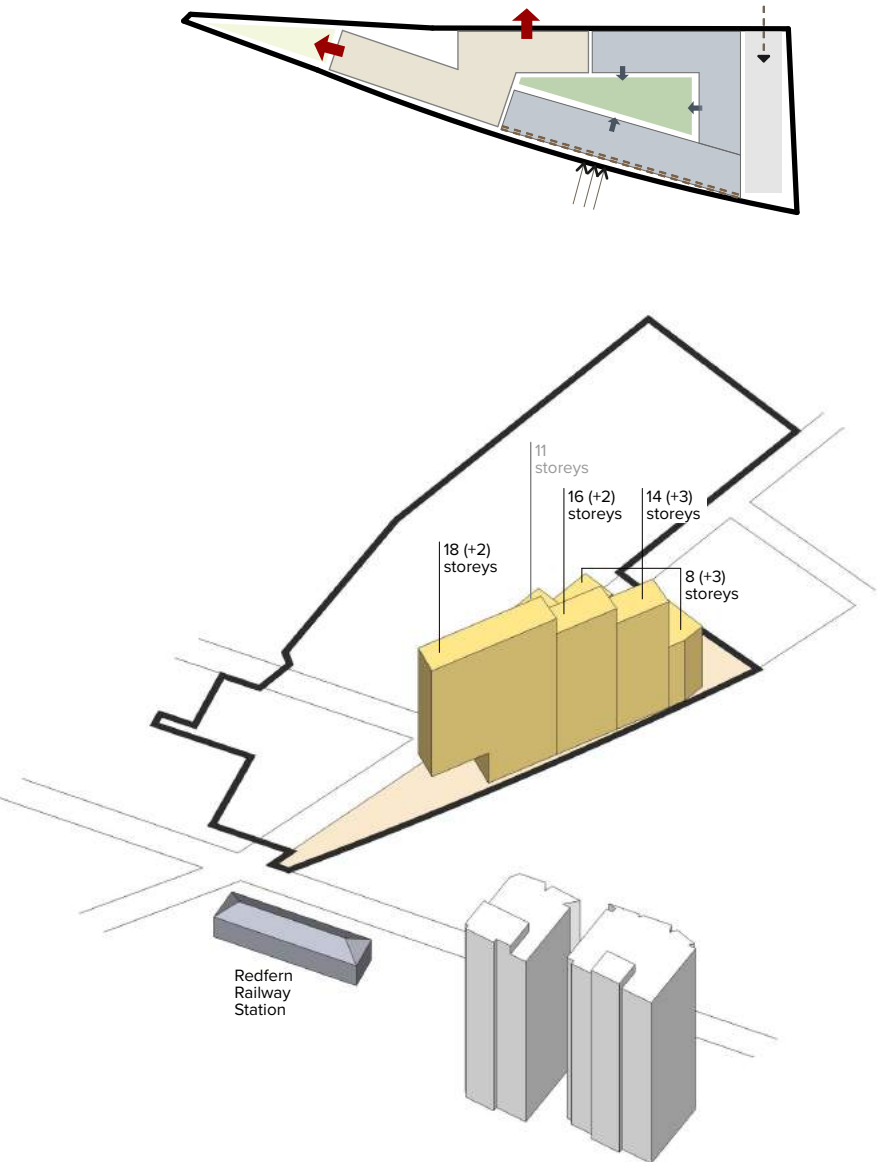 11
storeys
16 (+2)
storeys
14 (+3)
storeys
18 (+2)
storeys
8 (+3)
storeys
Redfern
Railway
Station